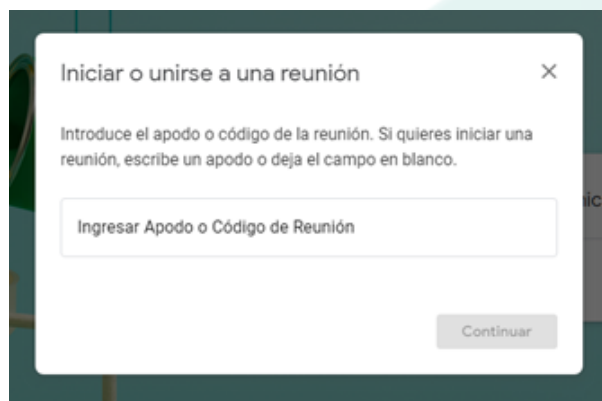 Iniciar o unirse a una reunión
Introduce el apodo o código de la reunión. Si quieres iniciar una
reunión, escribe un apodo o deja el campo en blanco.
Ingresar Apodo o Código de Reunión
Continuar